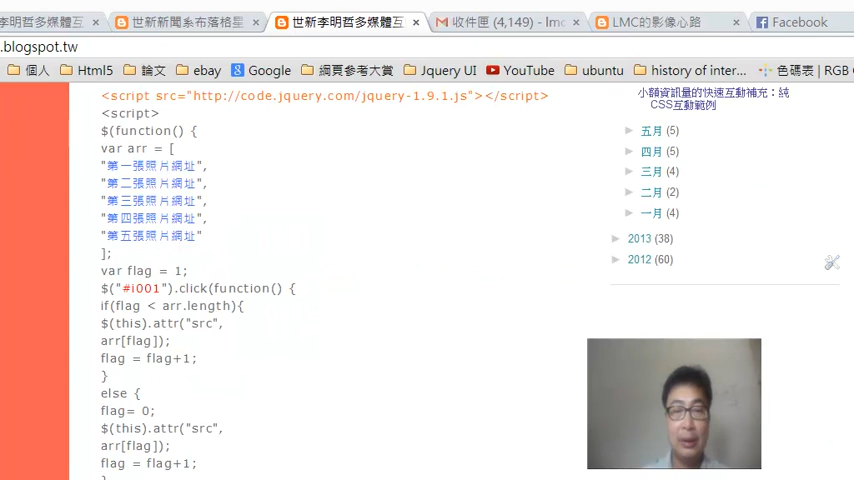 李明哲多媒體互
世新新聞系布落格星
世新李明哲多媒體互
收件匣 (4,149) - lmc
LMC的影像心路
Facebook
.blogspot.tw
個人
Html5
論文
ebay
Google
網頁參考大賞
Jquery UI
YouTube
ubuntu
history of inter...
色碼表 | RGB C
<script src="http://code.jquery.com/jquery-1.9.1.js"></script>
<script>
$(function() {
var arr = [
"第一張照片網址",
"第二張照片網址",
"第三張照片網址",
"第四張照片網址",
"第五張照片網址"
];
var flag = 1;
$("#i001").click(function() {
if(flag < arr.length){
$(this).attr("src",
arr[flag]);
flag = flag+1;
}
else {
flag= 0;
$(this).attr("src",
arr[flag]);
flag = flag+1;
小額資訊量的快速互動補充：純
CSS互動範例
五月 (5)
四月 (5)
三月 (4)
二月 (2)
一月 (4)
2013 (38)
2012 (60)